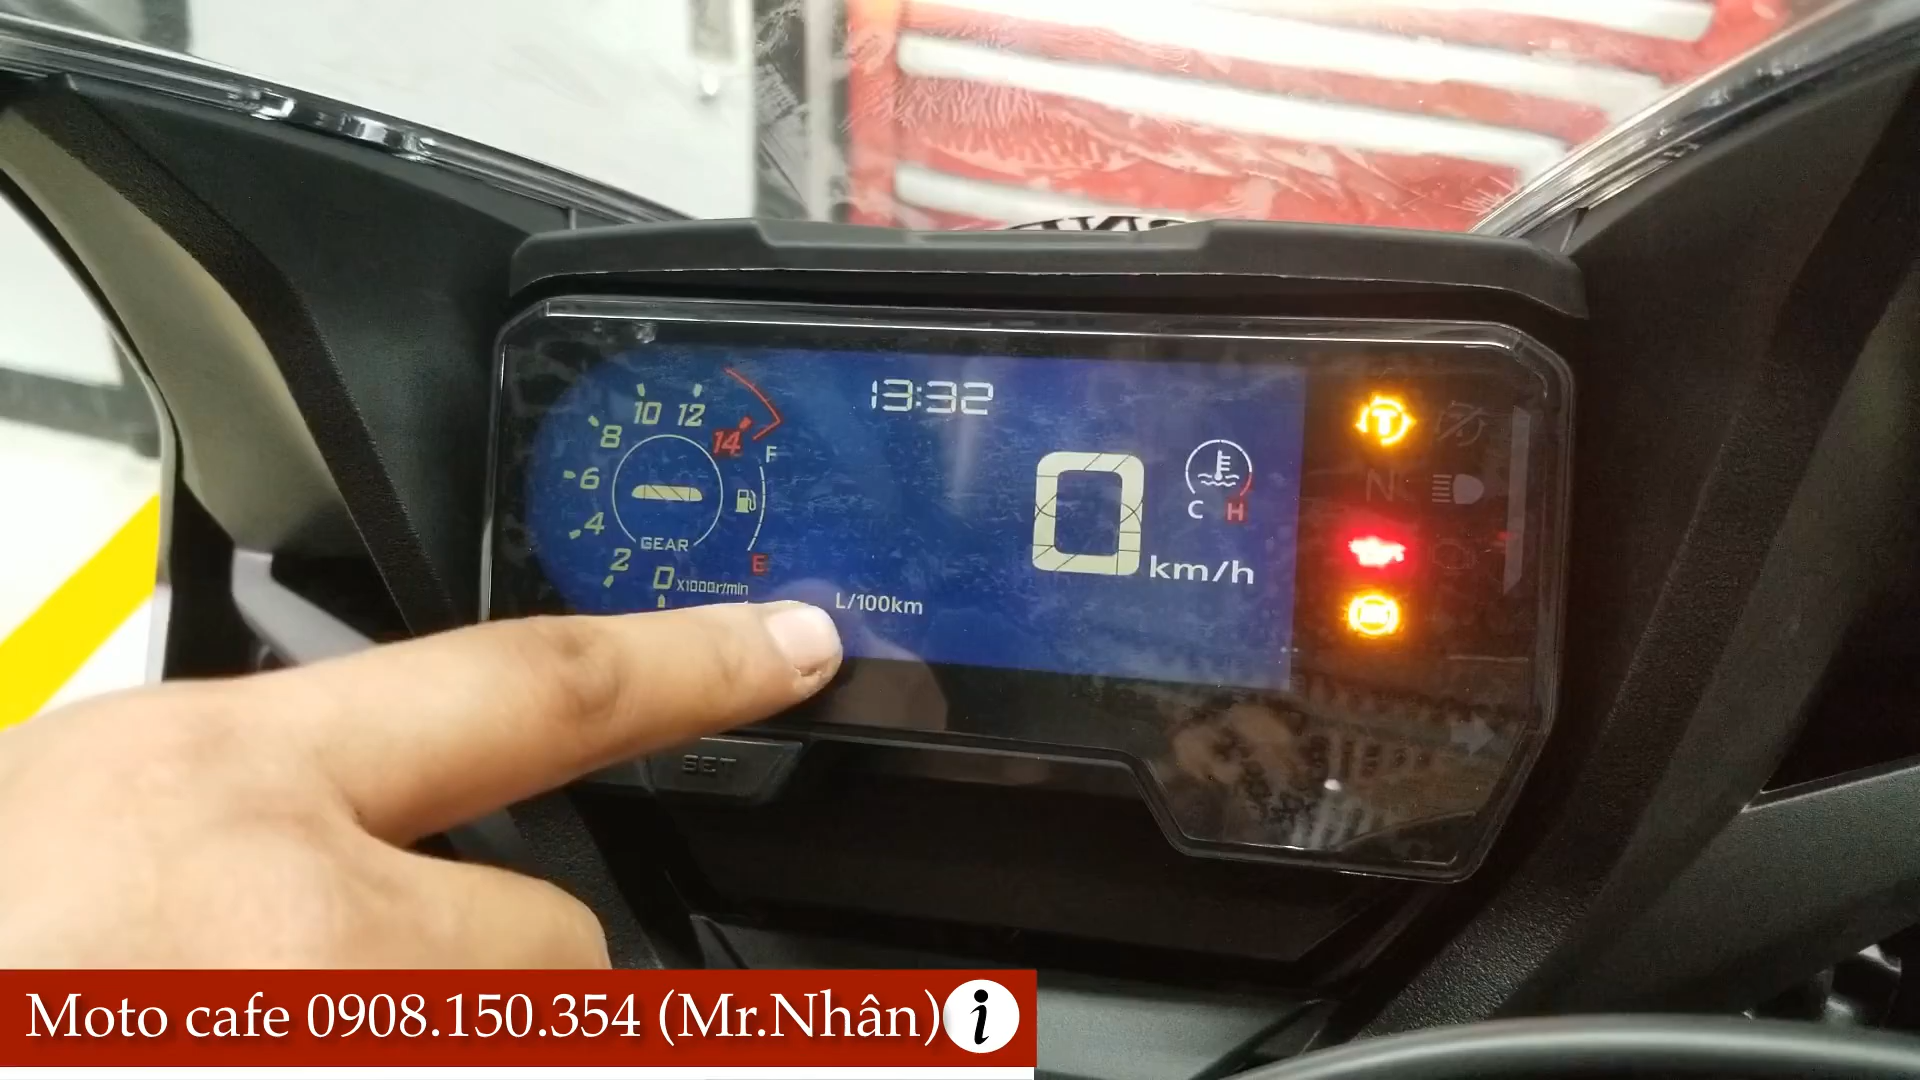 13:32
10 12
8
14
F
6
4
GEAR
2
E
0 X1000r/min
L/100km
0 km/h
C H
T
N
ABS
SET
Moto cafe 0908.150.354 (Mr.Nhân) i